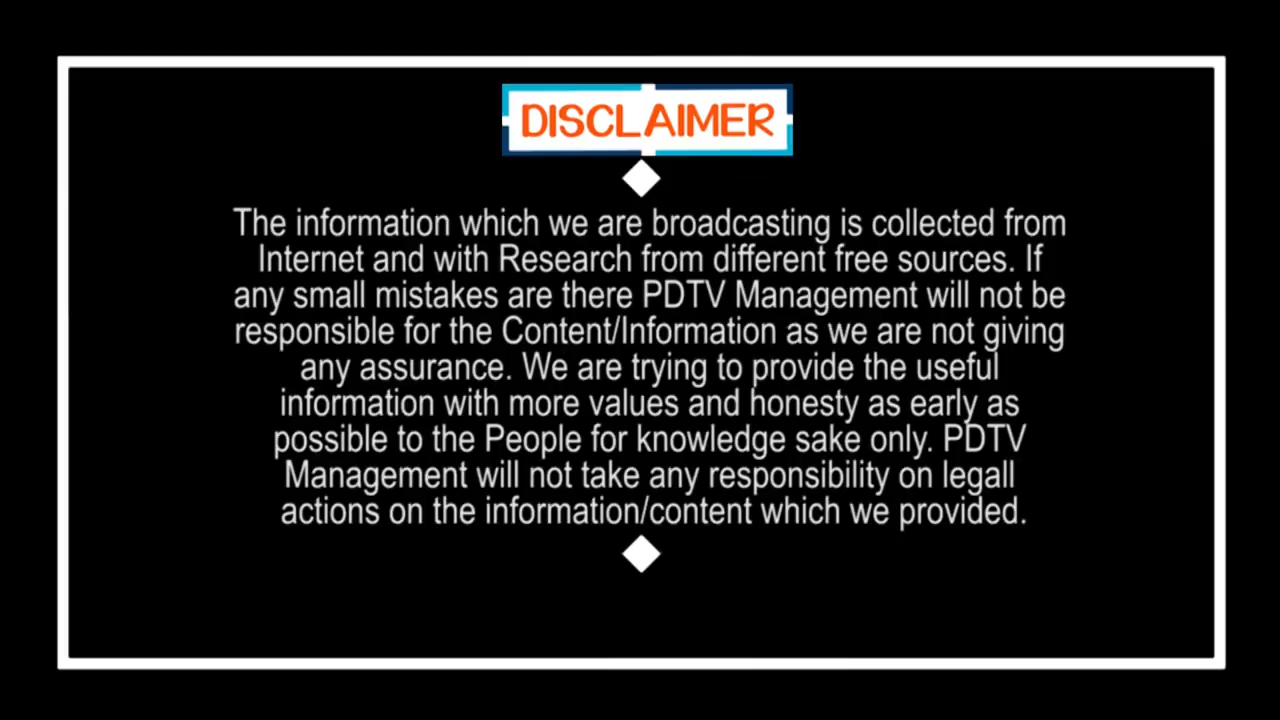 DISCLAIMER
The information which we are broadcasting is collected from
Internet and with Research from different free sources. If
any small mistakes are there PDTV Management will not be
responsible for the Content/Information as we are not giving
any assurance. We are trying to provide the useful
information with more values and honesty as early as
possible to the People for knowledge sake only. PDTV
Management will not take any responsibility on legall
actions on the information/content which we provided.